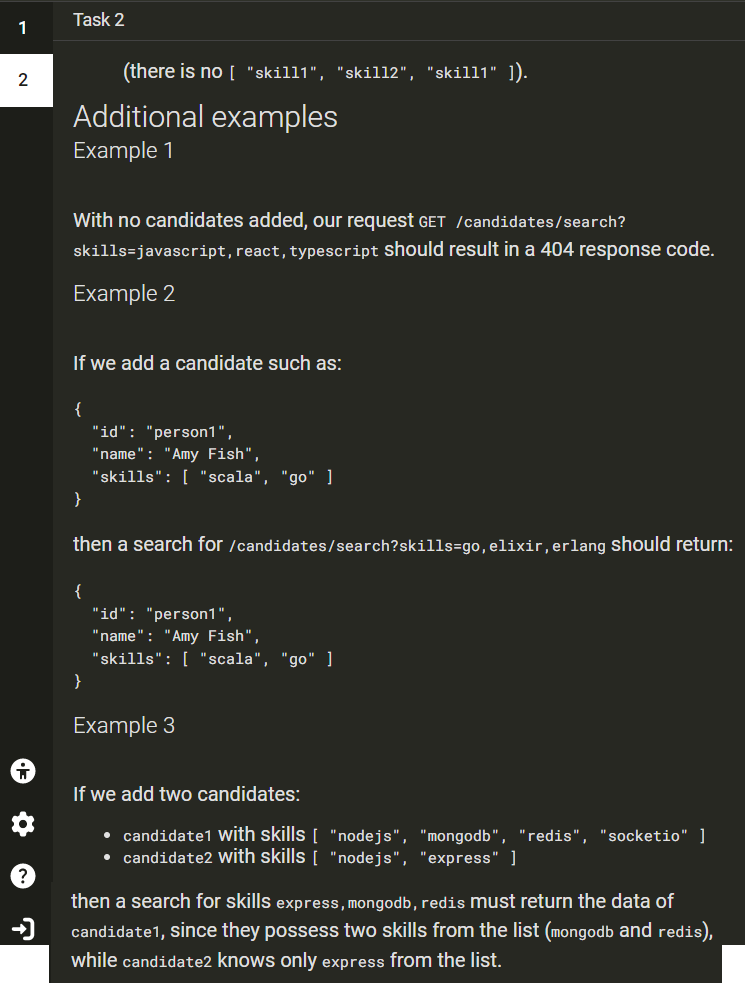 1
Task 2
2
(there is no [ "skill1", "skill2", "skill1" ]).
Additional examples
Example 1
With no candidates added, our request GET /candidates/search?
skills=javascript,react,typescript should result in a 404 response code.
Example 2
If we add a candidate such as:
{
"id": "person1",
"name": "Amy Fish",
"skills": [ "scala", "go" ]
}
then a search for /candidates/search?skills=go,elixir,erlang should return:
{
"id": "person1",
"name": "Amy Fish",
"skills": [ "scala", "go" ]
}
Example 3
If we add two candidates:
• candidate1 with skills [ "nodejs", "mongodb", "redis", "socketio" ]
• candidate2 with skills [ "nodejs", "express" ]
then a search for skills express,mongodb,redis must return the data of
candidate1, since they possess two skills from the list (mongodb and redis),
while candidate2 knows only express from the list.